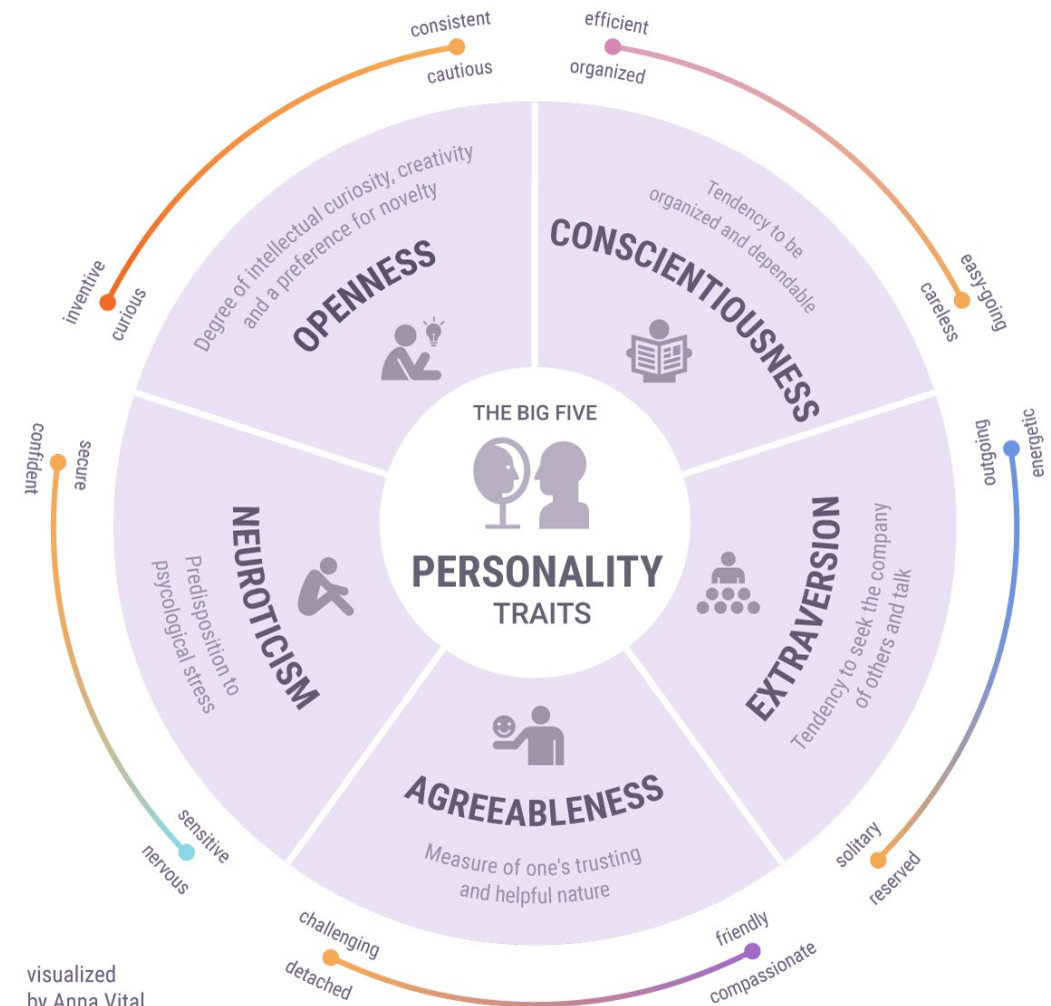 consistent
cautious
efficient
organized
inventive
curious
Degree of intellectual curiosity, creativity
and a preference for novelty
OPENNESS
Tendency to be
organized and dependable
CONSCIENTIOUSNESS
easy-going
careless
THE BIG FIVE
PERSONALITY
TRAITS
confident
secure
NEUROTICISM
Predisposition to
psycological stress
sensitive
nervous
energetic
outgoing
EXTRAVERSION
Tendency to seek the company
of others and talk
solitary
reserved
AGREEABLENESS
Measure of one's trusting
and helpful nature
challenging
detached
friendly
compassionate
visualized
by Anna Vital